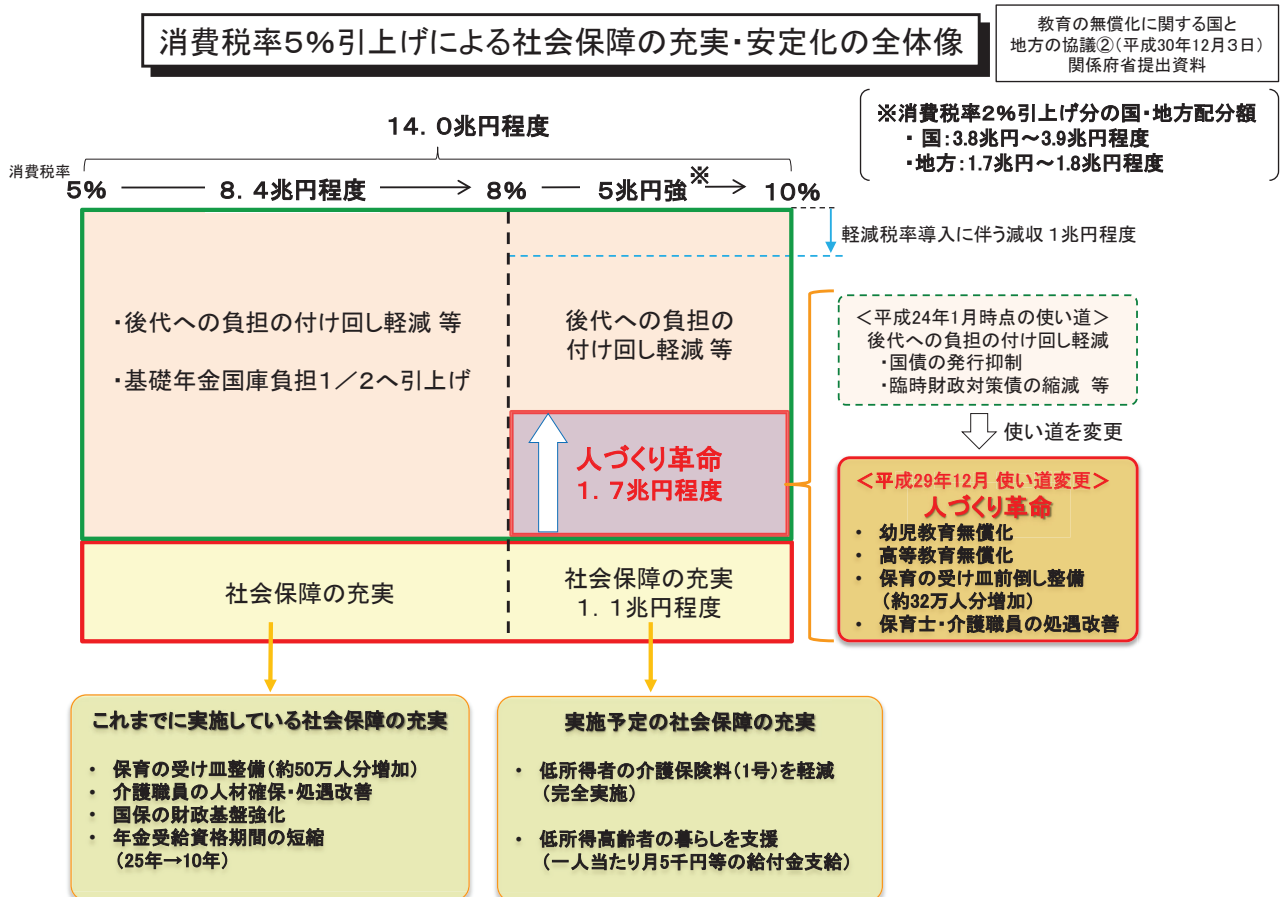 消費税率5％引上げによる社会保障の充実・安定化の全体像
教育の無償化に関する国と
地方の協議②（平成30年12月３日）
関係府省提出資料
※消費税率２％引上げ分の国・地方配分額
・ 国：3.8兆円～3.9兆円程度
・地方：1.7兆円～1.8兆円程度
14．0兆円程度
消費税率
5％
8．4兆円程度
8％
5兆円強※
10％
軽減税率導入に伴う減収 １兆円程度
・後代への負担の付け回し軽減 等
・基礎年金国庫負担１／２へ引上げ
後代への負担の
付け回し軽減 等
人づくり革命
1．7兆円程度
＜平成24年1月時点の使い道＞
後代への負担の付け回し軽減
・国債の発行抑制
・臨時財政対策債の縮減 等
使い道を変更
＜平成29年12月 使い道変更＞
人づくり革命
・ 幼児教育無償化
・ 高等教育無償化
・ 保育の受け皿前倒し整備
（約32万人分増加）
・ 保育士・介護職員の処遇改善
社会保障の充実
社会保障の充実
1．1兆円程度
これまでに実施している社会保障の充実
・ 保育の受け皿整備（約50万人分増加）
・ 介護職員の人材確保・処遇改善
・ 国保の財政基盤強化
・ 年金受給資格期間の短縮
（25年→10年）
実施予定の社会保障の充実
・ 低所得者の介護保険料（1号）を軽減
（完全実施）
・ 低所得高齢者の暮らしを支援
（一人当たり月5千円等の給付金支給）